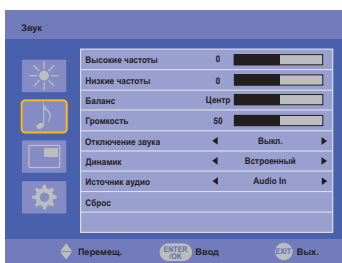 Звук
Высокие частоты 0
Низкие частоты 0
Баланс Центр
Громкость 50
Отключение звука Выкл.
Динамик Встроенный
Источник аудио Audio In
Сброс
Перемещ. ENTER /OK Ввод EXIT Вых.